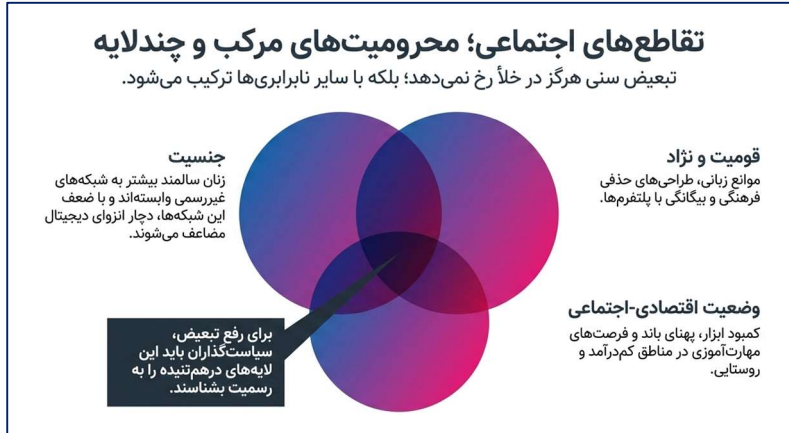 تقاطع‌های اجتماعی؛ محرومیت‌های مرکب و چندلایه
تبعیض سنی هرگز در خلأ رخ نمی‌دهد؛ بلکه با سایر نابرابری‌ها ترکیب می‌شود.
قومیت و نژاد
موانع زبانی، طراحی‌های حذفی
فرهنگی و بیگانگی با پلتفرم‌ها.
جنسیت
زنان سالمند بیشتر به شبکه‌های
غیررسمی وابسته‌اند و با ضعف
این شبکه‌ها، دچار انزوای دیجیتال
مضاعف می‌شوند.
وضعیت اقتصادی-اجتماعی
کمبود ابزار، پهنای باند و فرصت‌های
مهارت‌آموزی در مناطق کم‌درآمد و
روستایی.
برای رفع تبعیض،
سیاست‌گذاران باید این
لایه‌های درهم‌تنیده را به
رسمیت بشناسند.